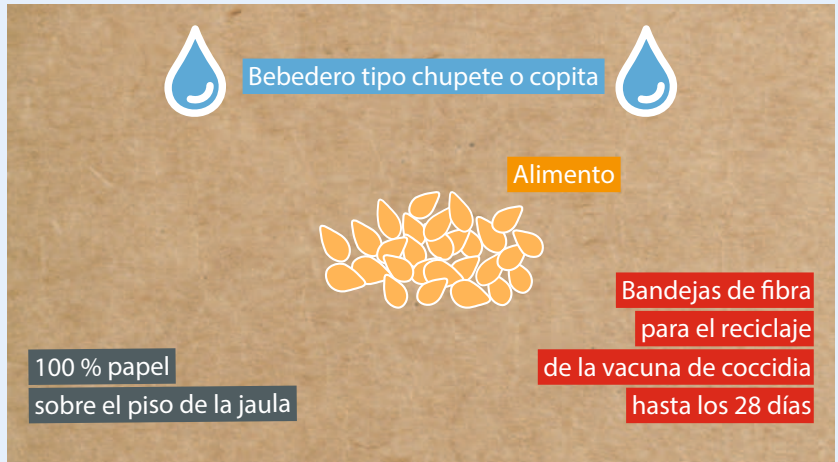 Bebedero tipo chupete o copita
Alimento
100 % papel
sobre el piso de la jaula
Bandejas de fibra
para el reciclaje
de la vacuna de coccidia
hasta los 28 días